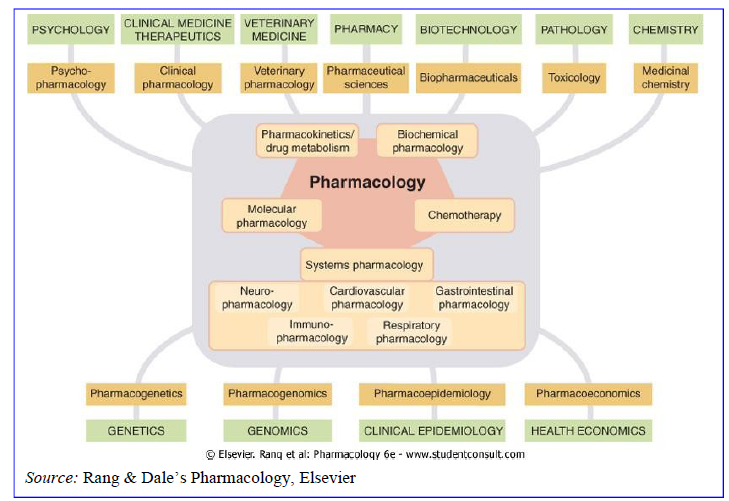 PSYCHOLOGY
CLINICAL MEDICINE
THERAPEUTICS
VETERINARY
MEDICINE
PHARMACY
BIOTECHNOLOGY
PATHOLOGY
CHEMISTRY
Psycho-
pharmacology
Clinical
pharmacology
Veterinary
pharmacology
Pharmaceutical
sciences
Biopharmaceuticals
Toxicology
Medicinal
chemistry
Pharmacokinetics/
drug metabolism
Biochemical
pharmacology
Pharmacology
Molecular
pharmacology
Chemotherapy
Systems pharmacology
Neuro-
pharmacology
Cardiovascular
pharmacology
Gastrointestinal
pharmacology
Immuno-
pharmacology
Respiratory
pharmacology
Pharmacogenetics
Pharmacogenomics
Pharmacoepidemiology
Pharmacoeconomics
GENETICS
GENOMICS
CLINICAL EPIDEMIOLOGY
HEALTH ECONOMICS
© Elsevier. Rang et al: Pharmacology 6e - www.studentconsult.com
Source: Rang & Dale’s Pharmacology, Elsevier